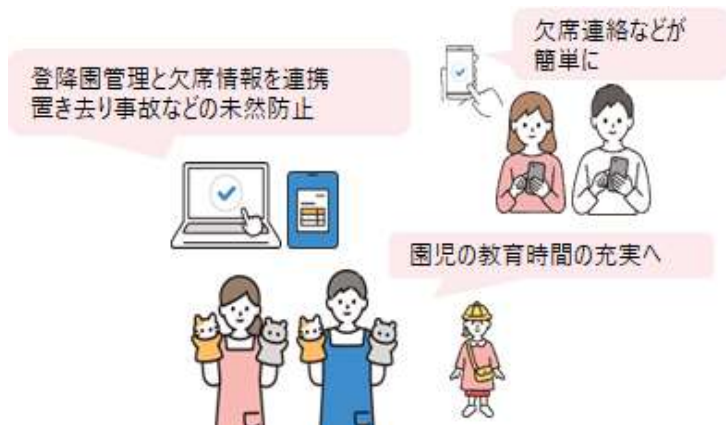 欠席連絡などが
簡単に
登降園管理と欠席情報を連携
置き去り事故などの未然防止
園児の教育時間の充実へ